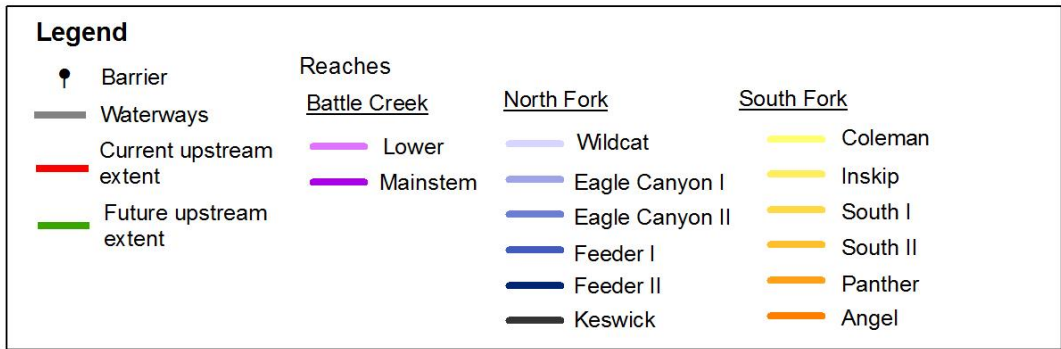 Legend
Barrier
Waterways
Current upstream
extent
Future upstream
extent
Reaches
Battle Creek
Lower
Mainstem
North Fork
Wildcat
Eagle Canyon I
Eagle Canyon II
Feeder I
Feeder II
Keswick
South Fork
Coleman
Inskip
South I
South II
Panther
Angel